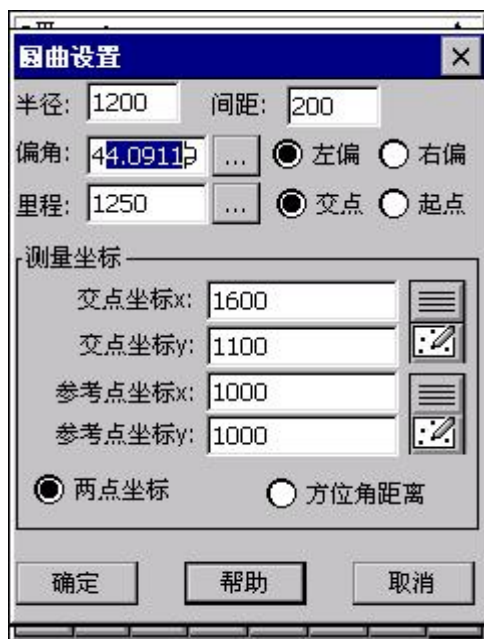 圆曲设置
半径: 1200 间距: 200
偏角: 44.0911 ... 左偏 右偏
里程: 1250 ... 交点 起点
测量坐标
交点坐标x: 1600
交点坐标y: 1100
参考点坐标x: 1000
参考点坐标y: 1000
两点坐标 方位角距离
确定 帮助 取消